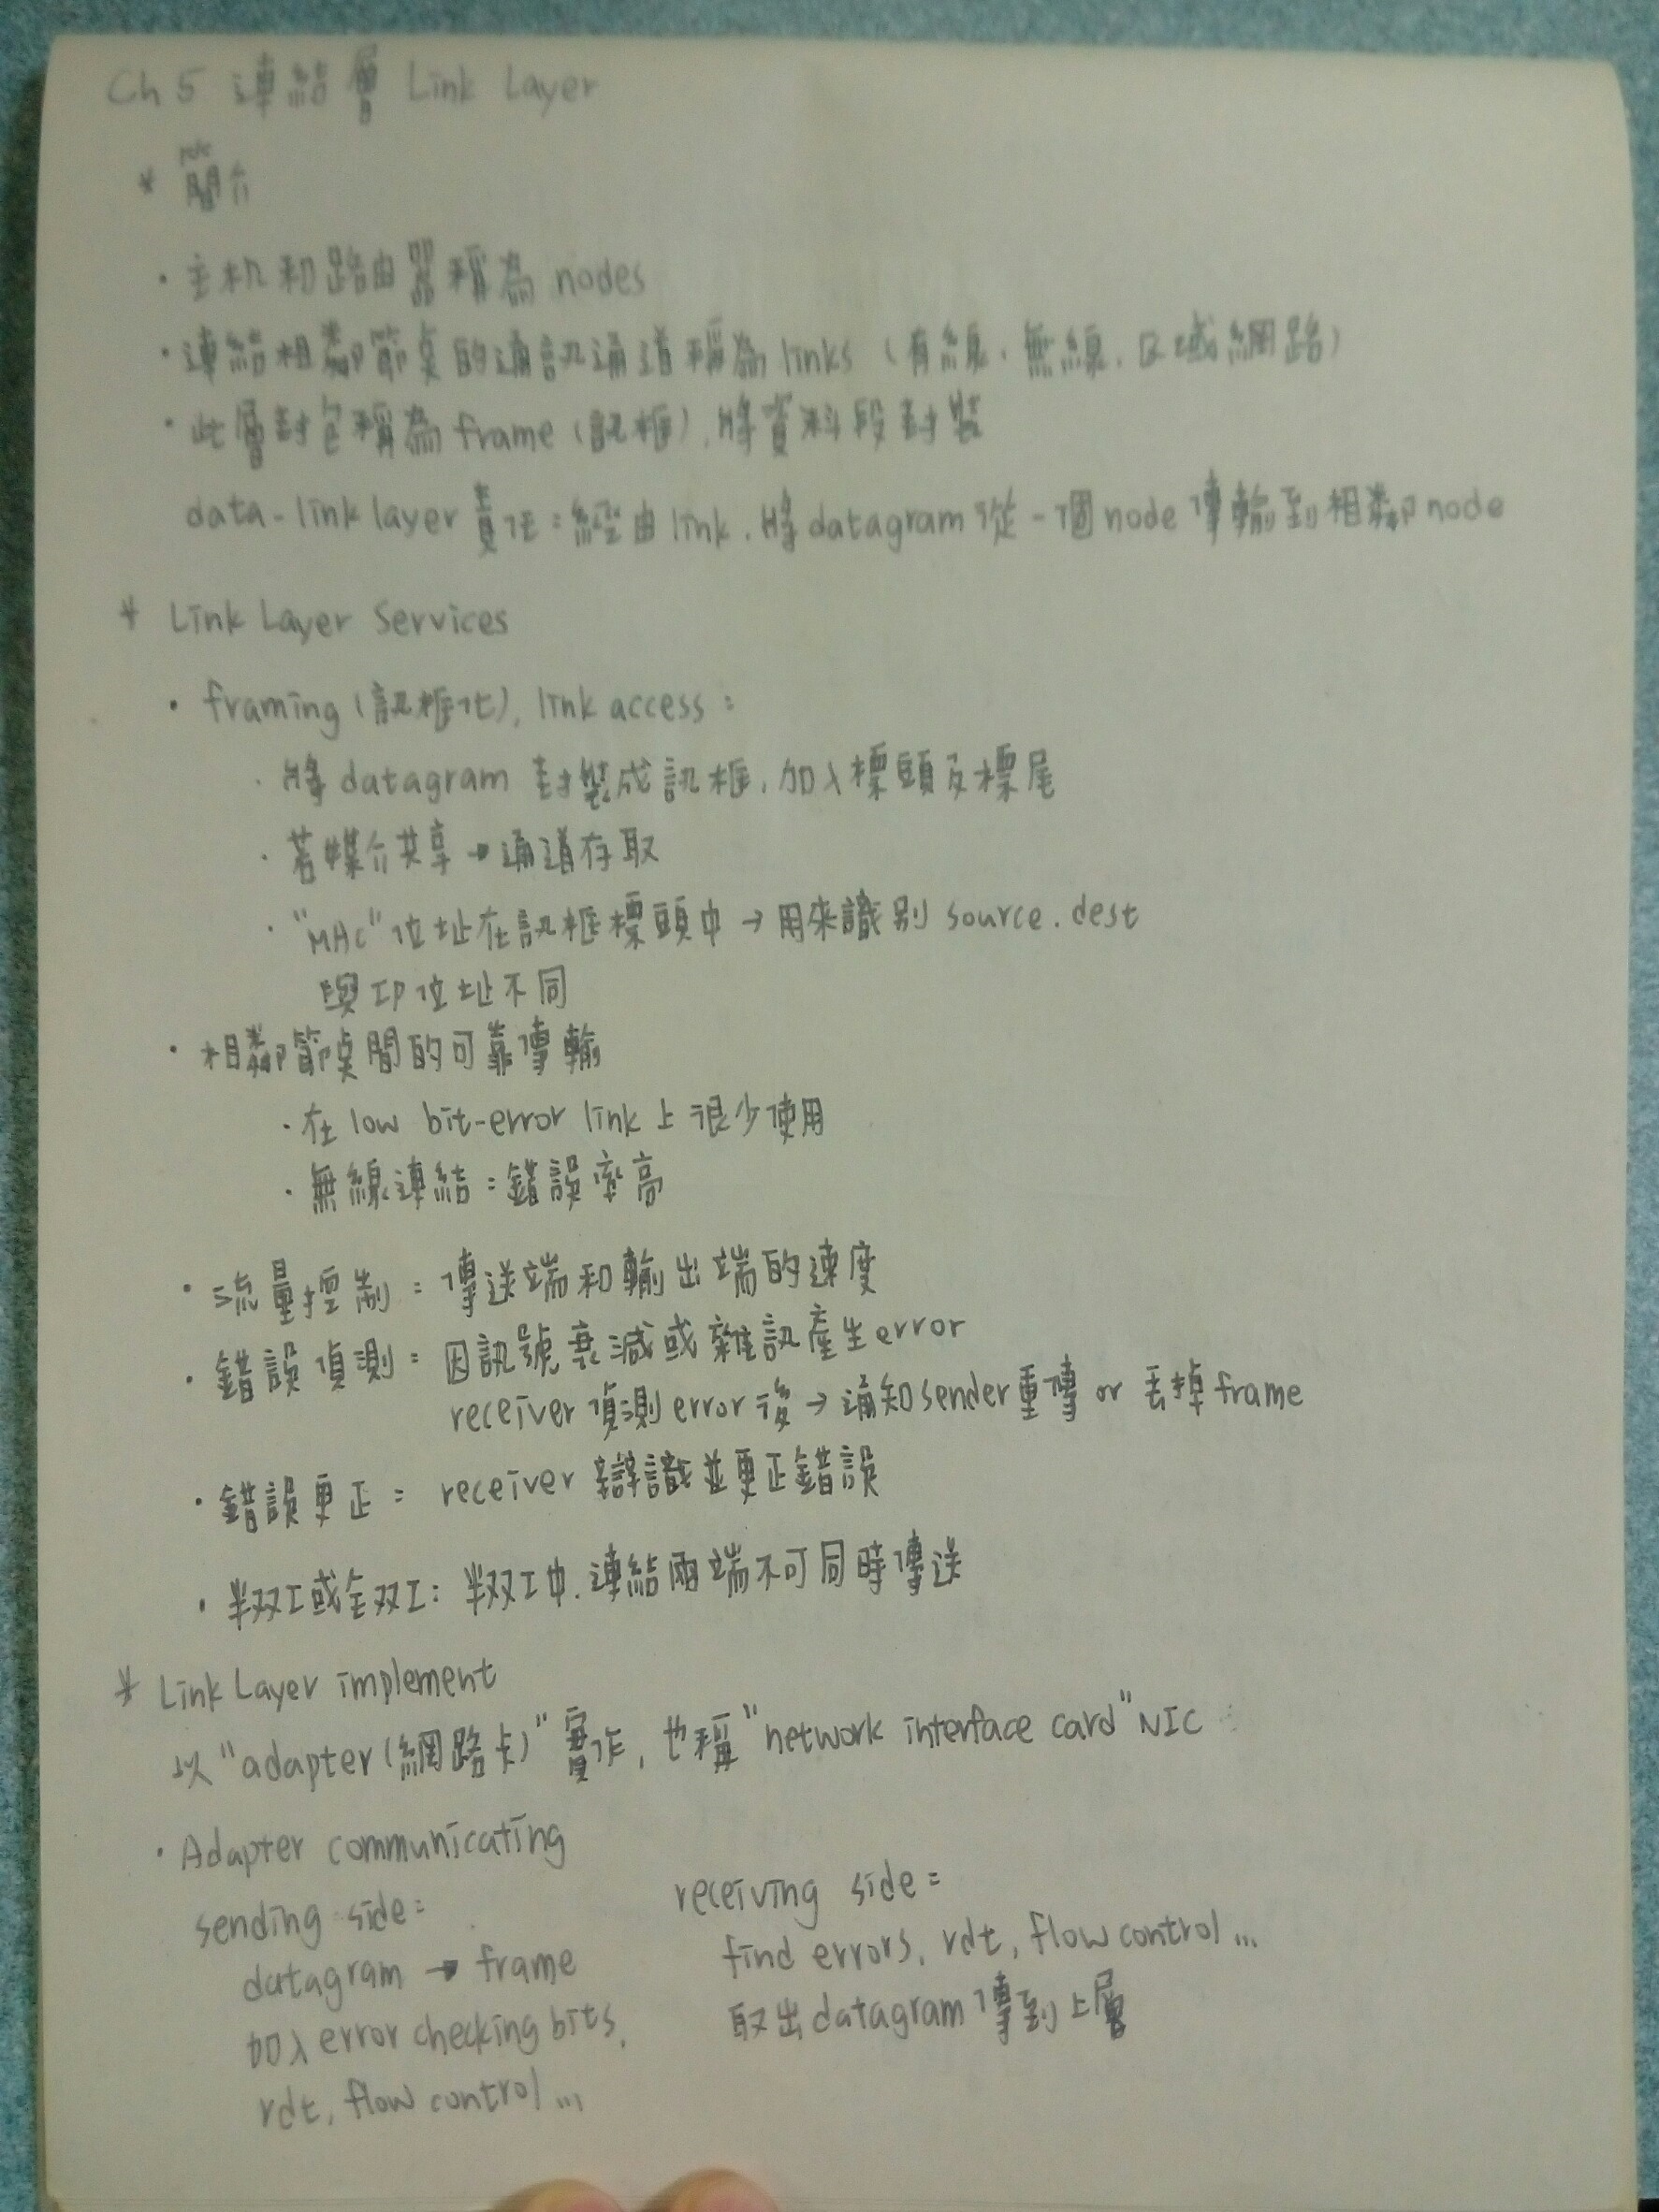 Ch 5 連結層 Link Layer
* 簡介
· 主机和路由器稱為 nodes
· 連結相鄰節桌的通訊通道稱為 links (有線、無線、区域網路)
· 此層封包稱為 frame (訊框), 將資料段封裝
data-link layer 責任: 經由 link, 將 datagram 從一個 node 傳輸到相鄰 node
* Link Layer Services
· framing (訊框化), link access:
· 將 datagram 封裝成訊框, 加入標頭及標尾
· 若媒介共享 → 通道存取
· "MAC" 位址在訊框標頭中 → 用來識別 source. dest
與 IP 位址不同
· 相鄰節桌間的可靠傳輸
· 在 low bit-error link 上很少使用
· 無線連結: 錯誤率高
· 流量控制: 傳送端和輸出端的速度
· 錯誤偵測: 因訊號衰減或雜訊產生 error
receiver 偵測 error 後 → 通知 sender 重傳 or 丟掉 frame
· 錯誤更正: receiver 辯識並更正錯誤
· 半双工或全双工: 半双工中, 連結兩端不可同時傳送
* Link Layer implement
以 "adapter (網路卡)" 實作, 也稱 "network interface card" NIC
· Adapter communicating
sending side:
datagram → frame
加入 error checking bits,
rdt, flow control ...
receiving side:
find errors, rdt, flow control ...
取出 datagram 傳到上層